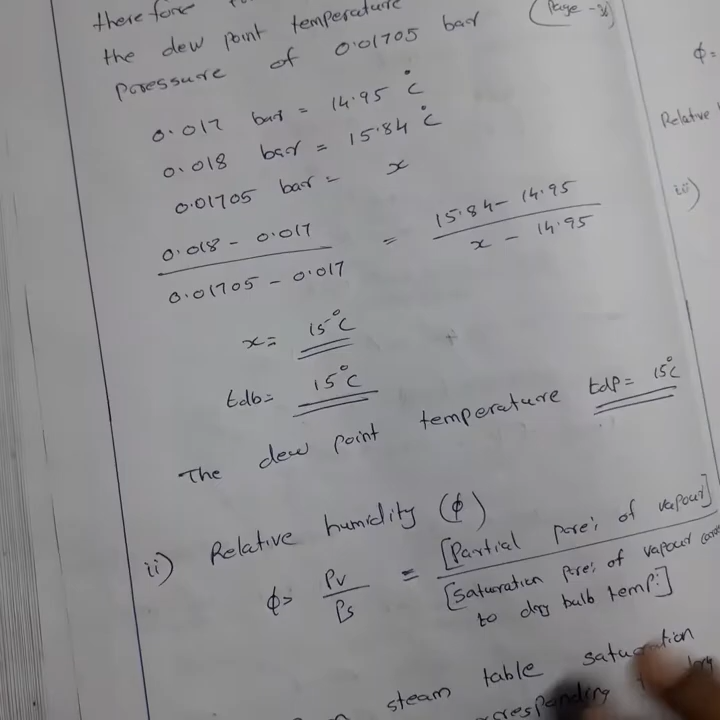 therefore
the dew point temperature
pressure of 0.01705 bar (Page -
0.017 bar = 14.95 °C
0.018 bar = 15.84 °C
0.01705 bar = x
0.018 - 0.017 / 0.01705 - 0.017 = 15.84 - 14.95 / x - 14.95
x = 15°C
tdb = 15°C
The dew point temperature tdp = 15°C
ii) Relative humidity (ϕ)
ϕ = Pv / Ps = [Partial pre; of vapour] / [saturation pre; of vapour
to dry bulb temp:]
steam table saturation
corresponding
ϕ =
Relative